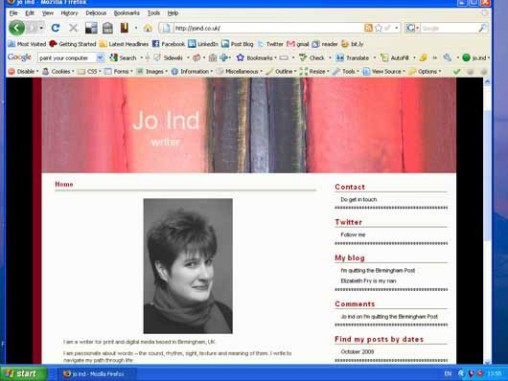 jo ind - Mozilla Firefox
File Edit View History Delicious Bookmarks Tools Help
http://joind.co.uk/
Google
Most Visited Getting Started Latest Headlines Facebook LinkedIn Post Blog Twitter gmail reader bit.ly
Google paint your computer Search Sidewiki Bookmarks Check Translate AutoFill jo.ind
Disable Cookies CSS Forms Images Information Miscellaneous Outline Resize Tools View Source Options
Jo Ind
writer
Home
Contact
Do get in touch
Twitter
Follow me
My blog
I'm quitting the Birmingham Post
Elizabeth Fry is my man
Comments
Jo Ind on I'm quitting the Birmingham Post
Find my posts by dates
October 2009
I am a writer for print and digital media based in Birmingham, UK.
I am passionate about words – the sound, rhythm, sight, texture and meaning of them. I write to
navigate my path through life.
start
jo ind - Mozilla Firefox
EN